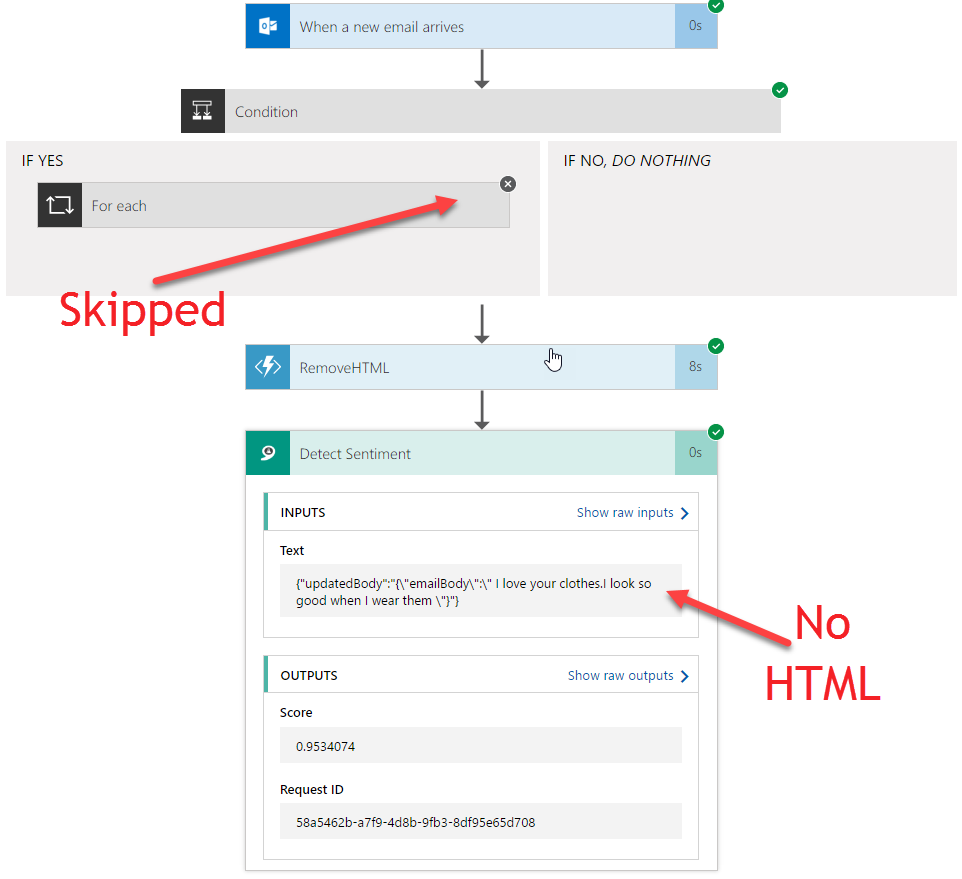 When a new email arrives
0s
Condition
IF YES
IF NO, DO NOTHING
For each
Skipped
RemoveHTML
8s
Detect Sentiment
0s
INPUTS
Show raw inputs
Text
{"updatedBody":"{\"emailBody\":\" I love your clothes.I look so
good when I wear them \"}"}
No
HTML
OUTPUTS
Show raw outputs
Score
0.9534074
Request ID
58a5462b-a7f9-4d8b-9fb3-8df95e65d708